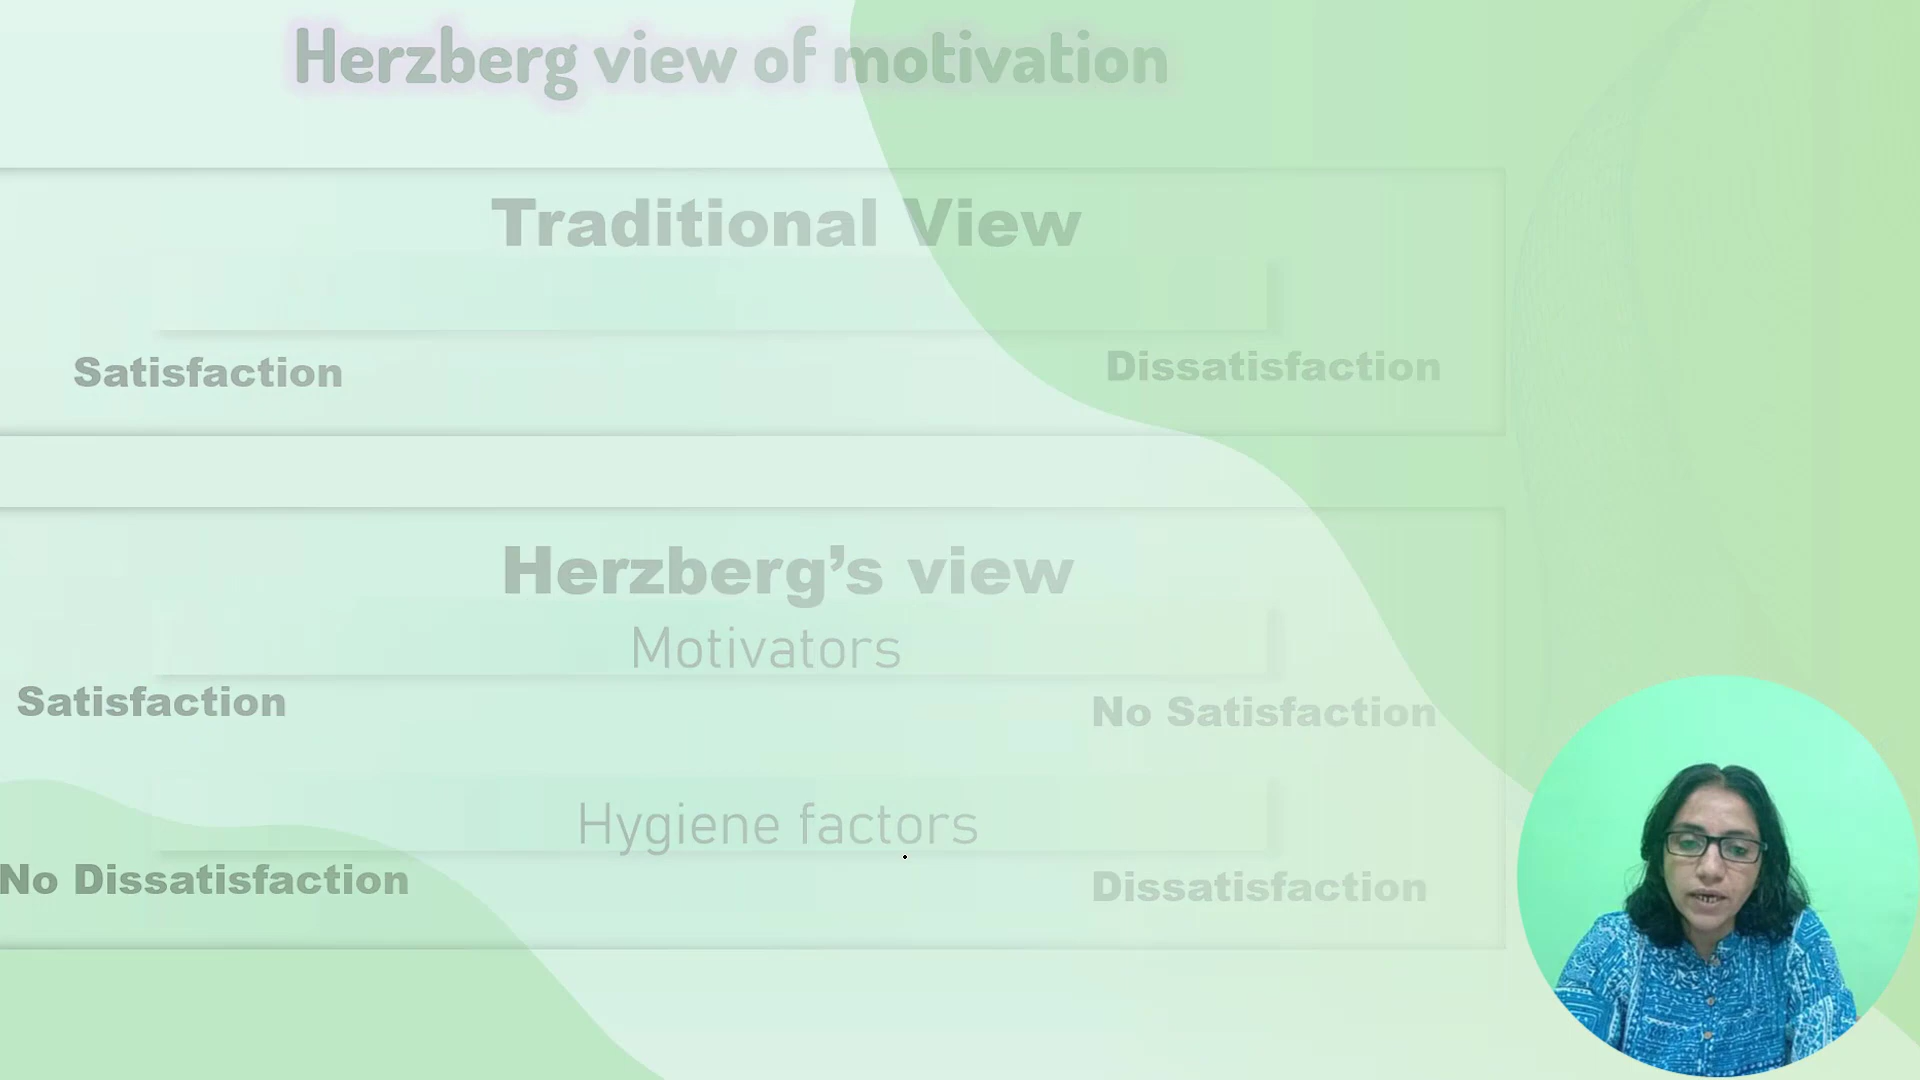 Herzberg view of motivation
Traditional View
Satisfaction
Dissatisfaction
Herzberg’s view
Motivators
Satisfaction
No Satisfaction
Hygiene factors
No Dissatisfaction
Dissatisfaction